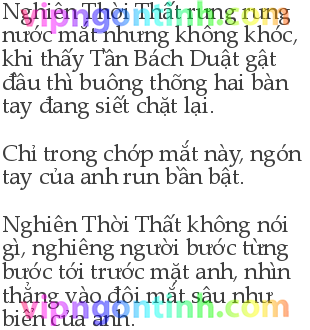 Nghiên Thời Thất rưng rưng
nước mắt nhưng không khóc,
khi thấy Tần Bách Duật gật
đầu thì buông thõng hai bàn
tay đang siết chặt lại.
Chỉ trong chớp mắt này, ngón
tay của anh run bần bật.
Nghiên Thời Thất không nói
gì, nghiêng người bước từng
bước tới trước mặt anh, nhìn
thẳng vào đôi mắt sâu như
biển của anh.
vipngontinh.com
vipngontinh.com